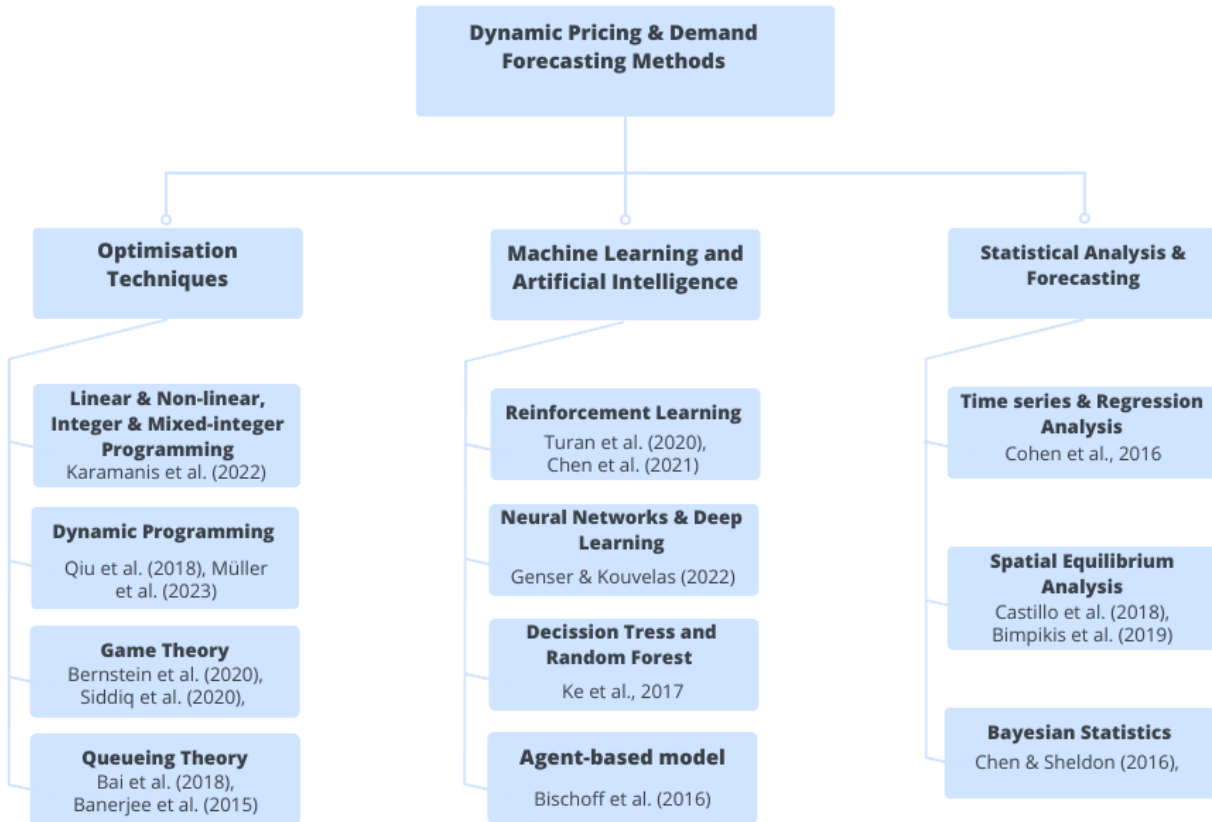 Dynamic Pricing & Demand
Forecasting Methods
Optimisation
Techniques
Linear & Non-linear,
Integer & Mixed-integer
Programming
Karamanis et al. (2022)
Dynamic Programming
Qiu et al. (2018), Müller
et al. (2023)
Game Theory
Bernstein et al. (2020),
Siddiq et al. (2020),
Queueing Theory
Bai et al. (2018),
Banerjee et al. (2015)
Machine Learning and
Artificial Intelligence
Reinforcement Learning
Turan et al. (2020),
Chen et al. (2021)
Neural Networks & Deep
Learning
Genser & Kouvelas (2022)
Decission Tress and
Random Forest
Ke et al., 2017
Agent-based model
Bischoff et al. (2016)
Statistical Analysis &
Forecasting
Time series & Regression
Analysis
Cohen et al., 2016
Spatial Equilibrium
Analysis
Castillo et al. (2018),
Bimpikis et al. (2019)
Bayesian Statistics
Chen & Sheldon (2016),